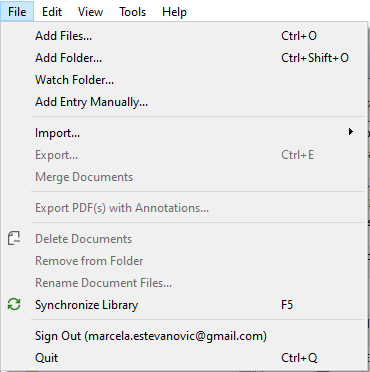 File Edit View Tools Help
Add Files... Ctrl+O
Add Folder... Ctrl+Shift+O
Watch Folder...
Add Entry Manually...
Import...
Export... Ctrl+E
Merge Documents
Export PDF(s) with Annotations...
Delete Documents
Remove from Folder
Rename Document Files...
Synchronize Library F5
Sign Out (marcela.estevanovic@gmail.com)
Quit Ctrl+Q